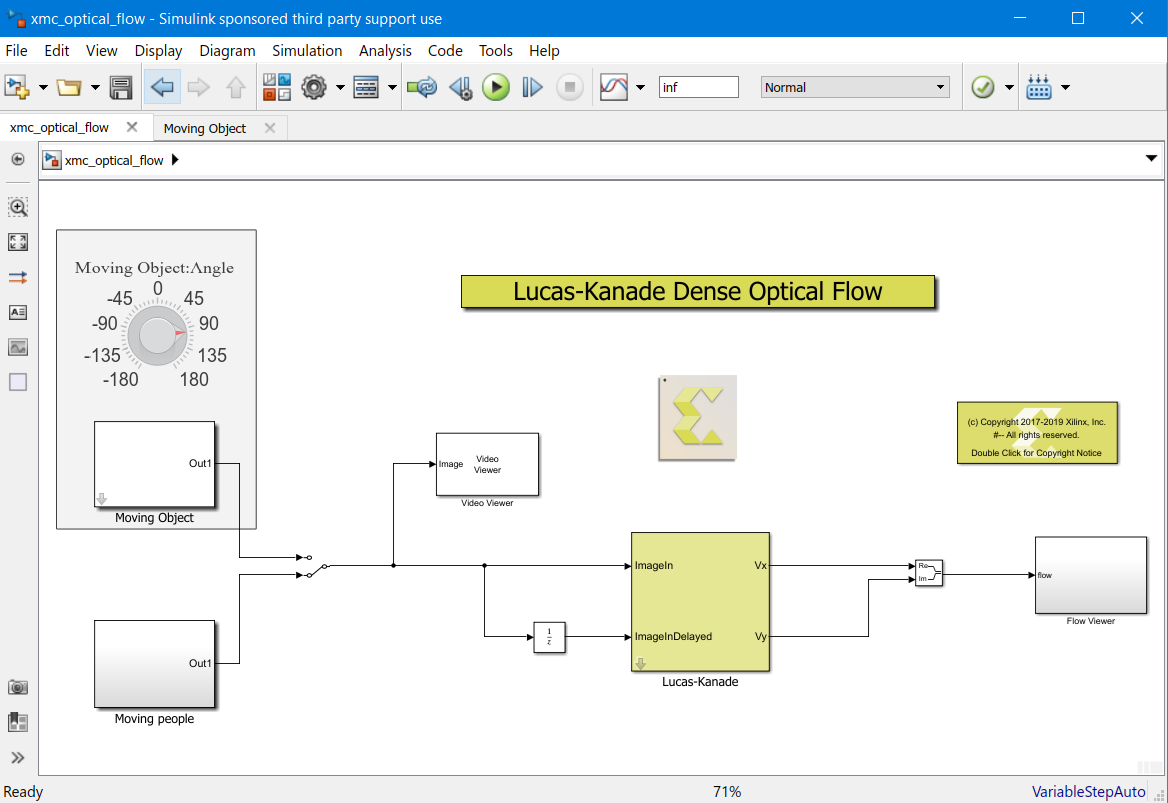 xmc_optical_flow - Simulink sponsored third party support use
File Edit View Display Diagram Simulation Analysis Code Tools Help
inf
Normal
xmc_optical_flow
Moving Object
xmc_optical_flow
Moving Object:Angle
0
-45 45
-90 90
-135 135
-180 180
Out1
Moving Object
Out1
Moving people
Lucas-Kanade Dense Optical Flow
Image
Video
Viewer
Video Viewer
(c) Copyright 2017-2019 Xilinx, Inc.
#-- All rights reserved.
Double Click for Copyright Notice
1
z
ImageIn Vx
ImageInDelayed Vy
Lucas-Kanade
Re
Im
flow
Flow Viewer
Ready
71%
VariableStepAuto